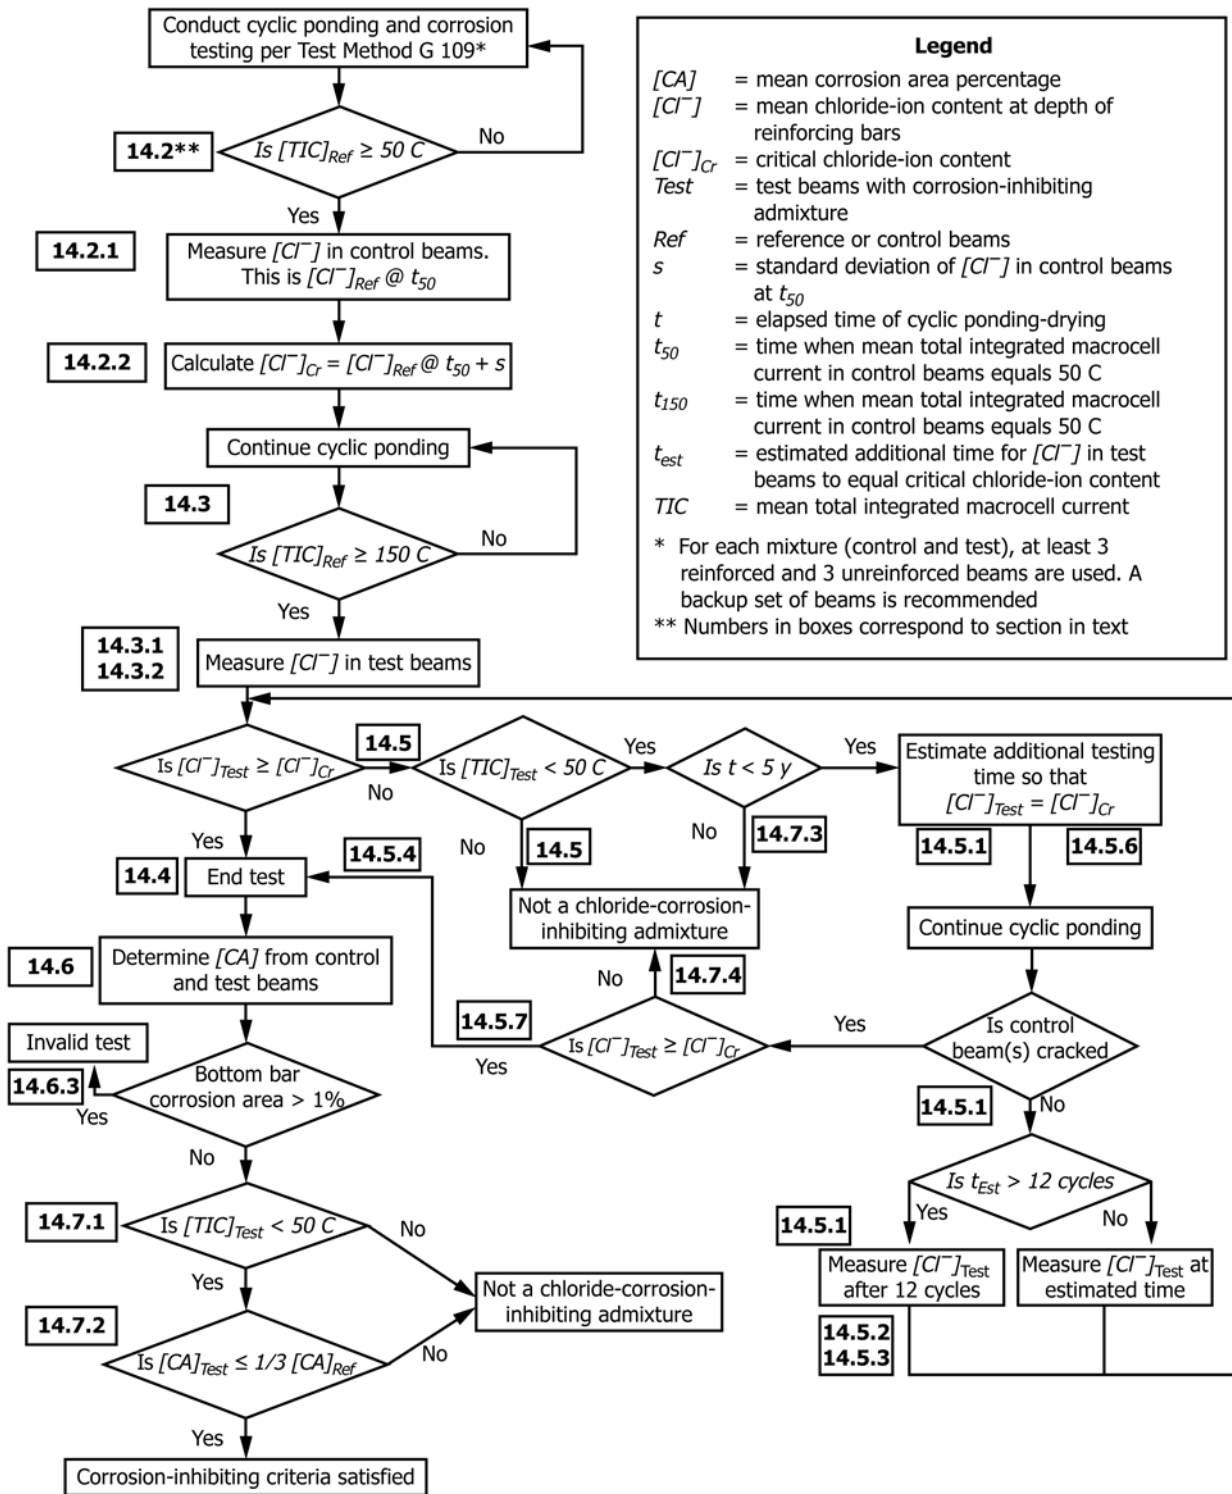 Conduct cyclic ponding and corrosion
testing per Test Method G 109*
14.2**
Is [TIC]Ref ≥ 50 C
No
Yes
14.2.1
Measure [Cl⁻] in control beams.
This is [Cl⁻]Ref @ t50
14.2.2
Calculate [Cl⁻]Cr = [Cl⁻]Ref @ t50 + s
Continue cyclic ponding
14.3
Is [TIC]Ref ≥ 150 C
No
Yes
14.3.1
14.3.2
Measure [Cl⁻] in test beams
Legend
[CA] = mean corrosion area percentage
[Cl⁻] = mean chloride-ion content at depth of
reinforcing bars
[Cl⁻]Cr = critical chloride-ion content
Test = test beams with corrosion-inhibiting
admixture
Ref = reference or control beams
s = standard deviation of [Cl⁻] in control beams
at t50
t = elapsed time of cyclic ponding-drying
t50 = time when mean total integrated macrocell
current in control beams equals 50 C
t150 = time when mean total integrated macrocell
current in control beams equals 50 C
test = estimated additional time for [Cl⁻] in test
beams to equal critical chloride-ion content
TIC = mean total integrated macrocell current
* For each mixture (control and test), at least 3
reinforced and 3 unreinforced beams are used. A
backup set of beams is recommended
** Numbers in boxes correspond to section in text
Is [Cl⁻]Test ≥ [Cl⁻]Cr
No
Yes
14.5
Is [TIC]Test < 50 C
Yes
No
14.5
Is t < 5 y
Yes
No
14.7.3
Estimate additional testing
time so that
[Cl⁻]Test = [Cl⁻]Cr
14.5.1
14.5.6
14.4
End test
14.5.4
Not a chloride-corrosion-
inhibiting admixture
Continue cyclic ponding
14.6
Determine [CA] from control
and test beams
No
14.7.4
14.5.7
Is [Cl⁻]Test ≥ [Cl⁻]Cr
Yes
Yes
Is control
beam(s) cracked
14.5.1
No
Invalid test
14.6.3
Yes
Bottom bar
corrosion area > 1%
No
Is tEst > 12 cycles
Yes
No
14.5.1
Measure [Cl⁻]Test
after 12 cycles
Measure [Cl⁻]Test at
estimated time
14.5.2
14.5.3
14.7.1
Is [TIC]Test < 50 C
No
Yes
Not a chloride-corrosion-
inhibiting admixture
14.7.2
Is [CA]Test ≤ 1/3 [CA]Ref
No
Yes
Corrosion-inhibiting criteria satisfied